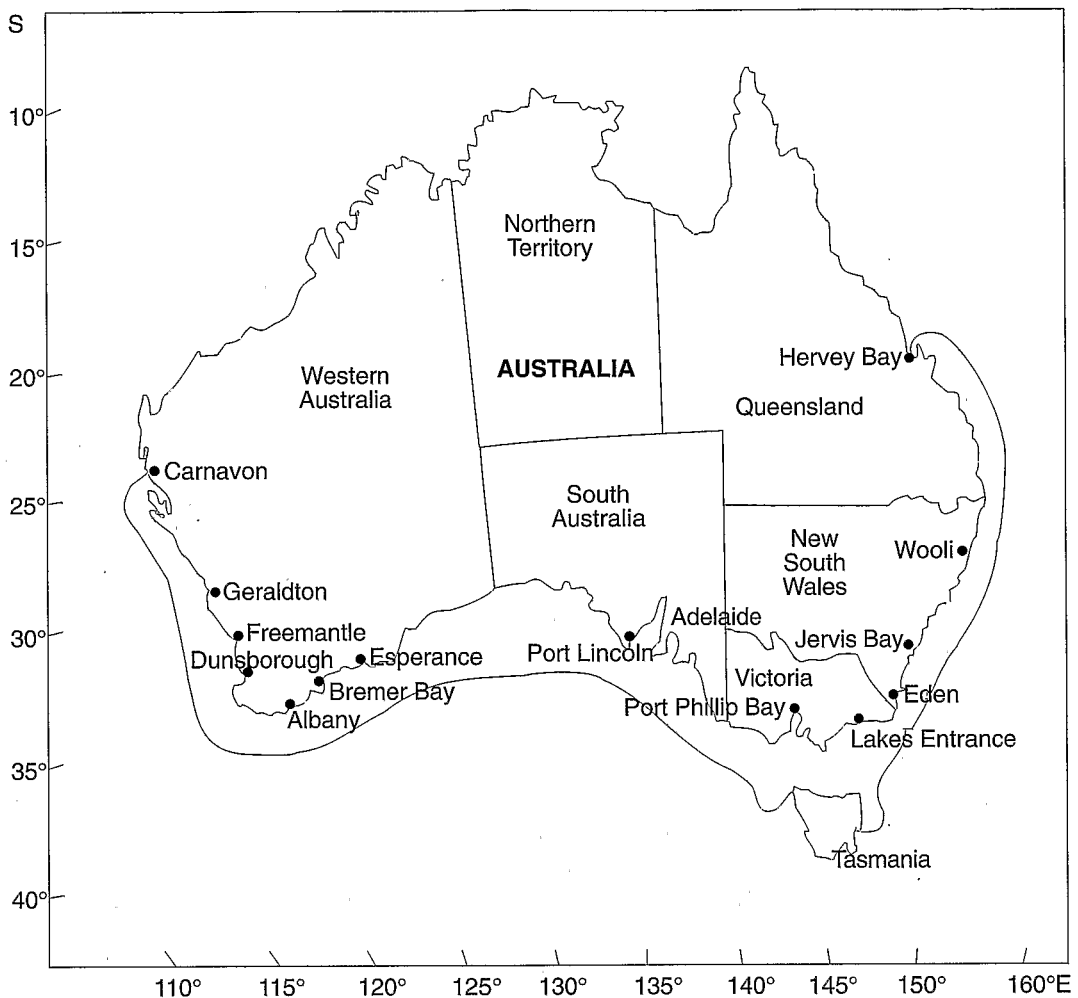 S
10°
15°
20°
25°
30°
35°
40°
Northern
Territory
AUSTRALIA
Western
Australia
Hervey Bay
Queensland
Carnavon
South
Australia
New
South
Wales
Wooli
Geraldton
Freemantle
Dunsborough
Esperance
Bremer Bay
Albany
Port Lincoln
Adelaide
Jervis Bay
Victoria
Eden
Port Phillip Bay
Lakes Entrance
Tasmania
110° 115° 120° 125° 130° 135° 140° 145° 150° 160°E